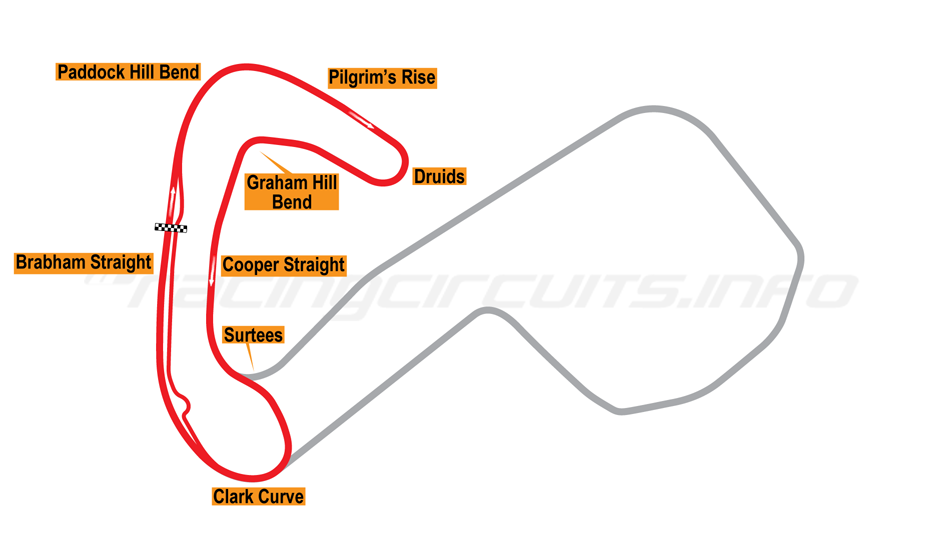 Paddock Hill Bend
Pilgrim's Rise
Druids
Graham Hill
Bend
Brabham Straight
Cooper Straight
racingcircuits.info
Surtees
Clark Curve